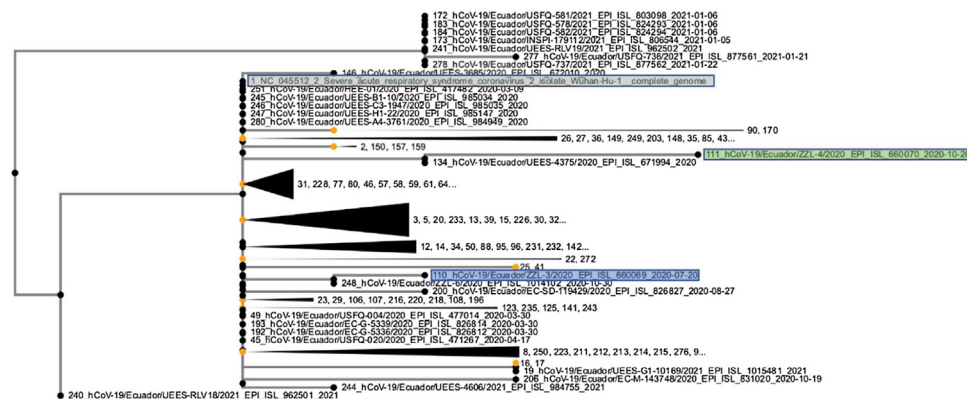 172_hCoV-19/Ecuador/USFQ-581/2021_EPI_ISL_803098_2021-01-06
183_hCoV-19/Ecuador/USFQ-578/2021_EPI_ISL_824293_2021-01-06
184_hCoV-19/Ecuador/USFQ-582/2021_EPI_ISL_824294_2021-01-06
173_hCoV-19/Ecuador/INSPI-179112/2021_EPI_ISL_806544_2021-01-05
241_hCoV-19/Ecuador/UEES-RLV19/2021_EPI_ISL_962502_2021
277_hCoV-19/Ecuador/USFQ-736/2021_EPI_ISL_877561_2021-01-21
278_hCoV-19/Ecuador/USFQ-737/2021_EPI_ISL_877562_2021-01-22
146_hCoV-19/Ecuador/UEES-3685/2020_EPI_ISL_672010_2020
1_NC_045512_2_Severe_acute_respiratory_syndrome_coronavirus_2_isolate_Wuhan-Hu-1__complete_genome
251_hCoV-19/Ecuador/HEE-01/2020_EPI_ISL_417482_2020-03-09
245_hCoV-19/Ecuador/UEES-B1-10/2020_EPI_ISL_985034_2020
246_hCoV-19/Ecuador/UEES-C3-1947/2020_EPI_ISL_985035_2020
247_hCoV-19/Ecuador/UEES-H1-22/2020_EPI_ISL_985147_2020
280_hCoV-19/Ecuador/UEES-A4-3761/2020_EPI_ISL_984949_2020
90, 170
26, 27, 36, 149, 249, 203, 148, 35, 85, 43...
2, 150, 157, 159
111_hCoV-19/Ecuador/ZZL-4/2020_EPI_ISL_660070_2020-10-20
134_hCoV-19/Ecuador/UEES-4375/2020_EPI_ISL_671994_2020
31, 228, 77, 80, 46, 57, 58, 59, 61, 64...
3, 5, 20, 233, 13, 39, 15, 226, 30, 32...
12, 14, 34, 50, 88, 95, 96, 231, 232, 142...
22, 272
25, 41
110_hCoV-19/Ecuador/ZZL-3/2020_EPI_ISL_660069_2020-07-20
248_hCoV-19/Ecuador/ZZL-6/2020_EPI_ISL_1014102_2020-10-30
200_hCoV-19/Ecuador/EC-SD-119429/2020_EPI_ISL_826827_2020-08-27
23, 29, 106, 107, 216, 220, 218, 108, 196
123, 235, 125, 141, 243
49_hCoV-19/Ecuador/USFQ-004/2020_EPI_ISL_477014_2020-03-30
193_hCoV-19/Ecuador/EC-G-5339/2020_EPI_ISL_826814_2020-03-30
192_hCoV-19/Ecuador/EC-G-5336/2020_EPI_ISL_826812_2020-03-30
45_hCoV-19/Ecuador/USFQ-020/2020_EPI_ISL_471267_2020-04-17
8, 250, 223, 211, 212, 213, 214, 215, 276, 9...
16, 17
19_hCoV-19/Ecuador/UEES-G1-10169/2021_EPI_ISL_1015481_2021
206_hCoV-19/Ecuador/EC-M-143748/2020_EPI_ISL_831020_2020-10-19
244_hCoV-19/Ecuador/UEES-4606/2021_EPI_ISL_984755_2021
240_hCoV-19/Ecuador/UEES-RLV18/2021_EPI_ISL_962501_2021